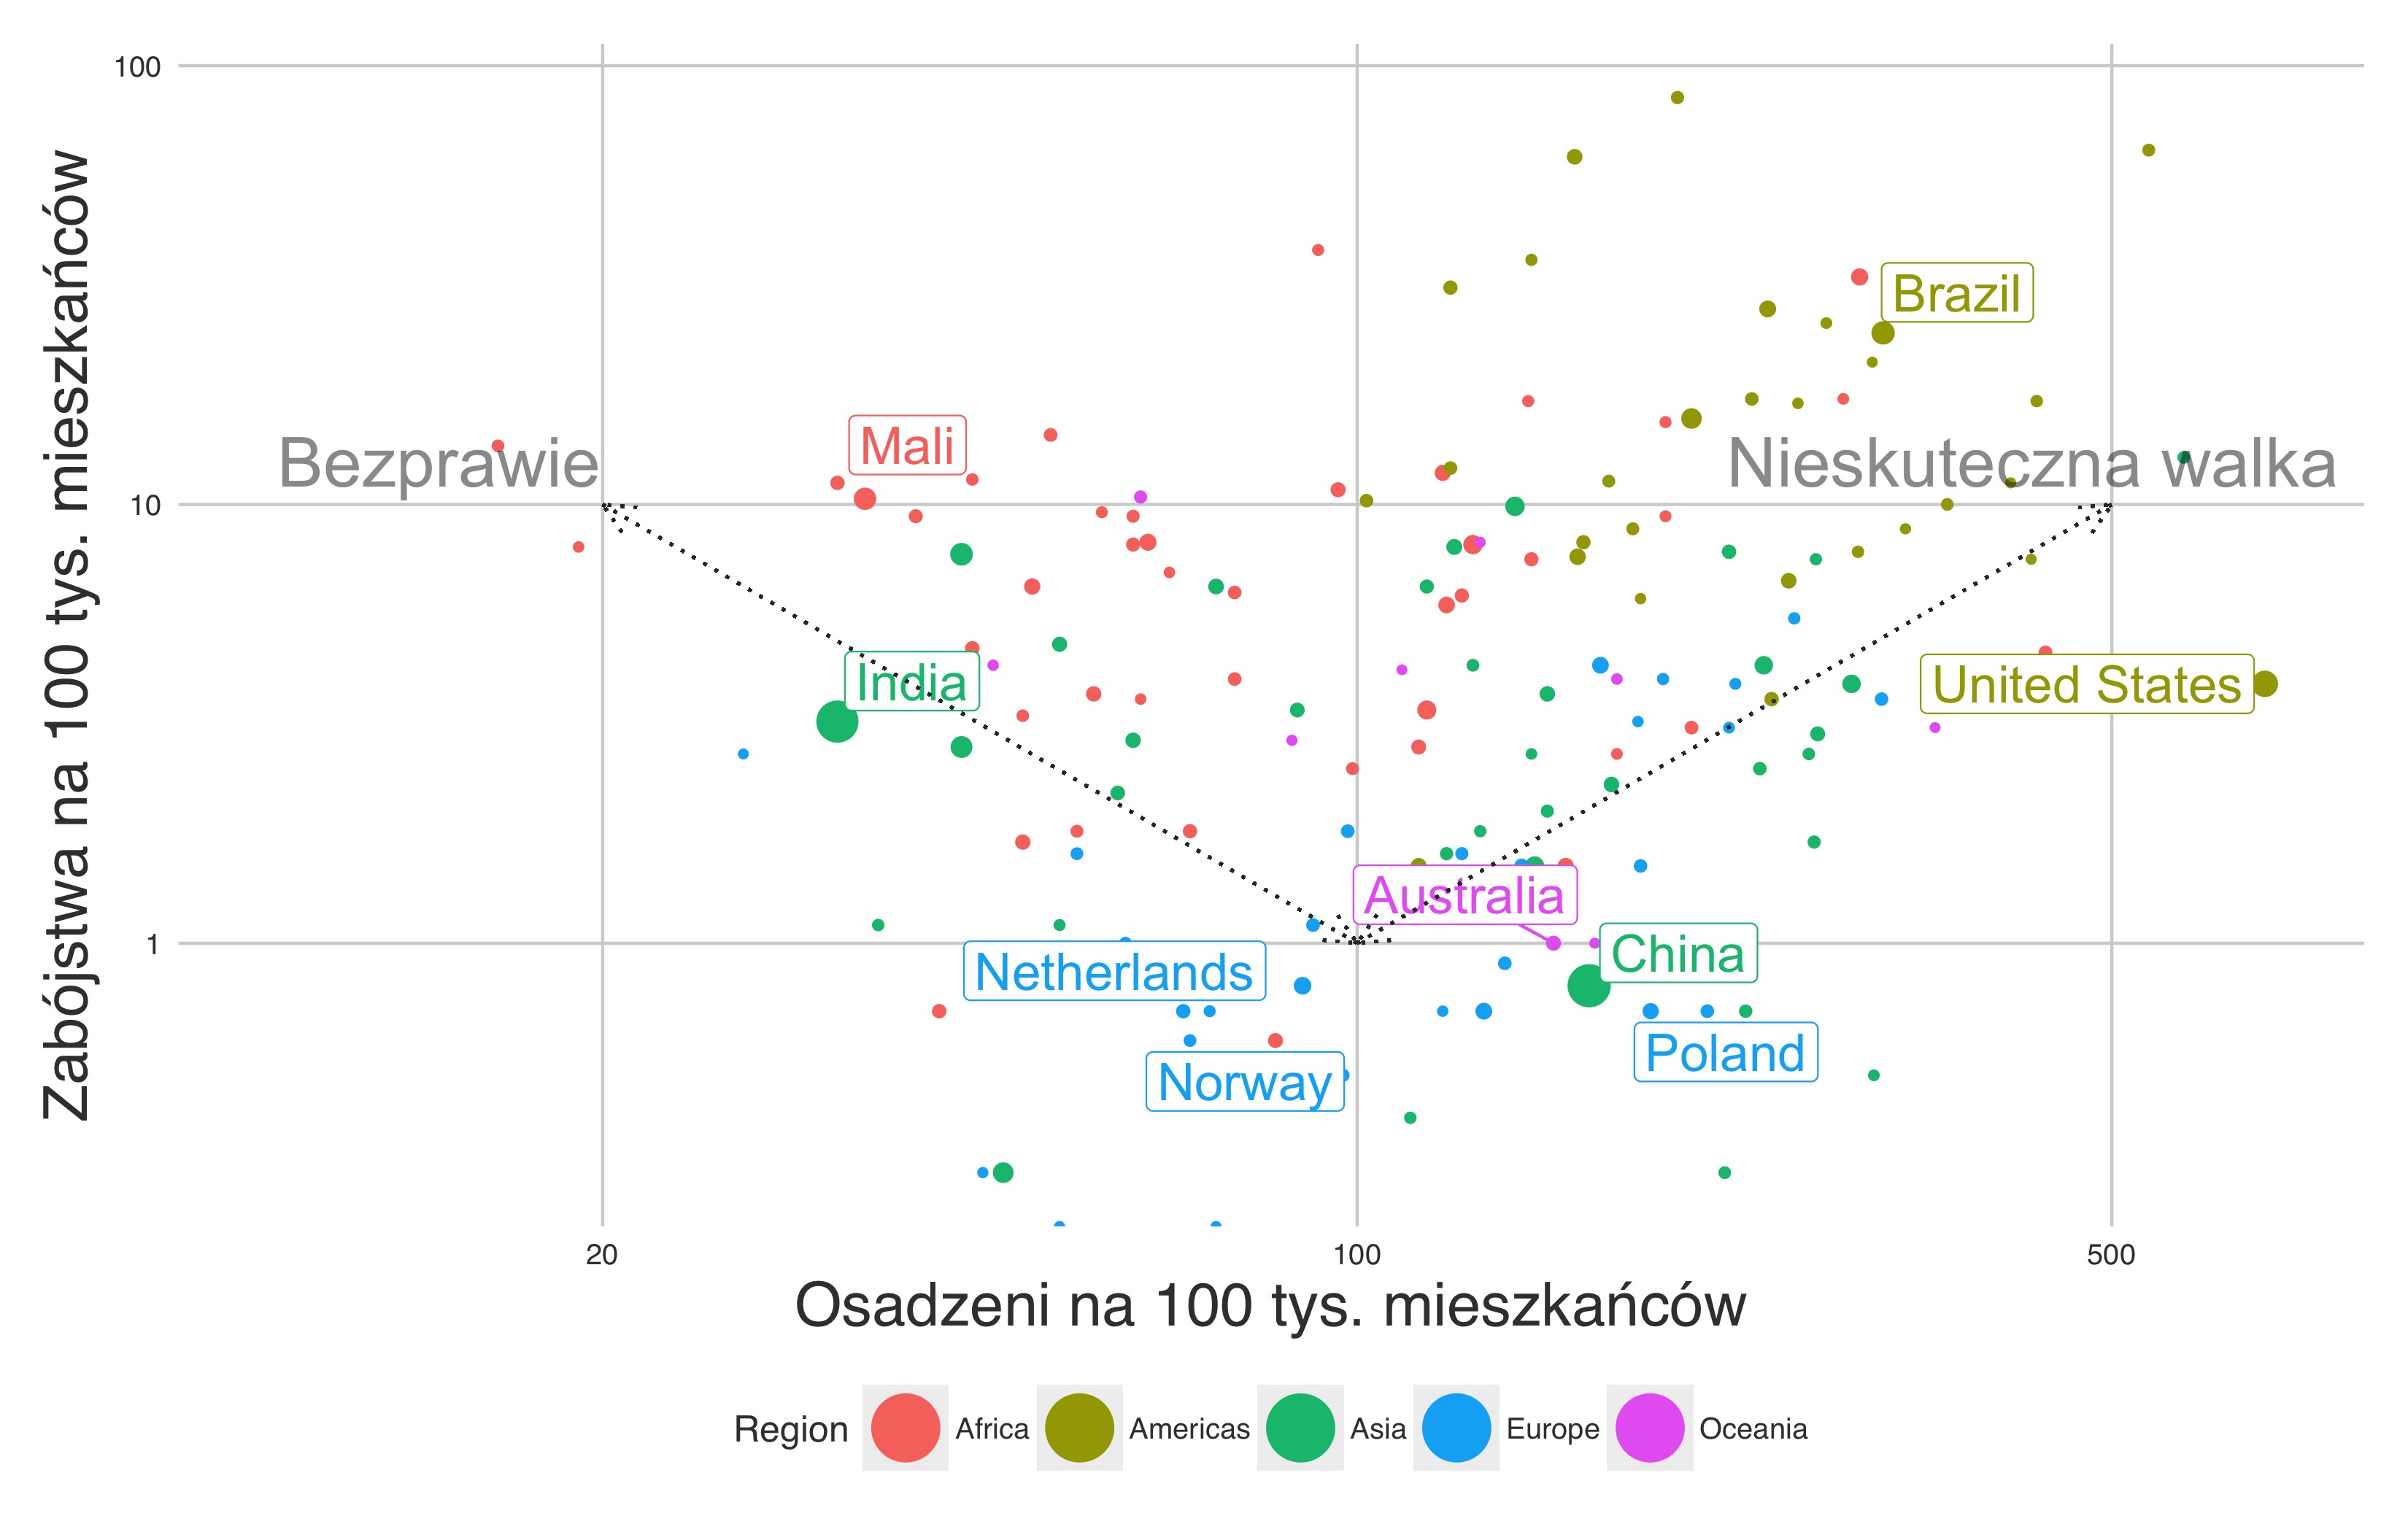 Zabójstwa na 100 tys. mieszkańców
100
10
1
Bezprawie
Nieskuteczna walka
Brazil
Mali
India
United States
Australia
China
Netherlands
Poland
Norway
20
100
500
Osadzeni na 100 tys. mieszkańców
Region Africa Americas Asia Europe Oceania